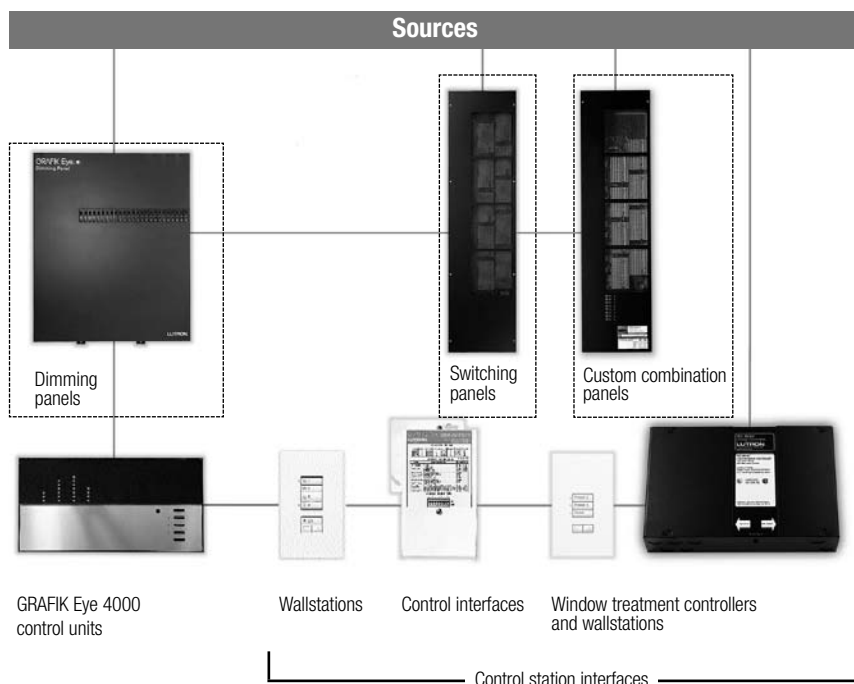 Sources
GRAFIK Eye.
Dimming Panel
LUTRON
Dimming
panels
Switching
panels
Custom combination
panels
LUTRON
GRAFIK Eye 4000
control units
Wallstations
Control interfaces
Window treatment controllers
and wallstations
Control station interfaces